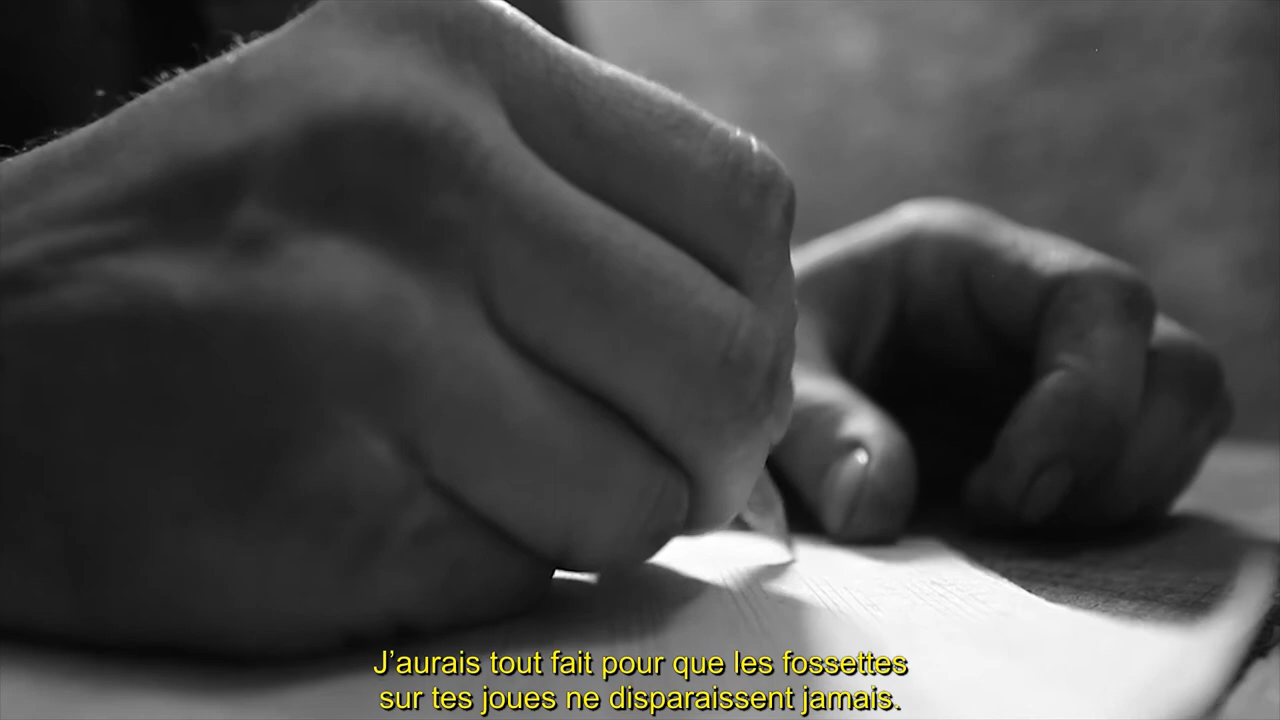 J’aurais tout fait pour que les fossettes
sur tes joues ne disparaissent jamais.